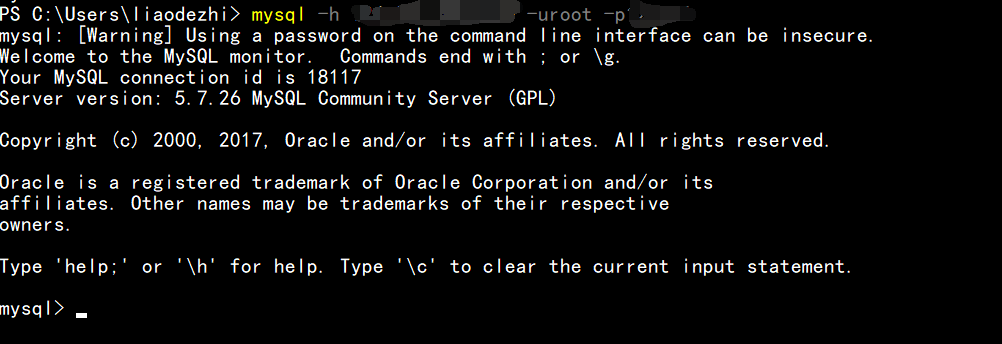 PS C:\Users\liaodezhi> mysql -h -uroot -p
mysql: [Warning] Using a password on the command line interface can be insecure.
Welcome to the MySQL monitor.  Commands end with ; or \g.
Your MySQL connection id is 18117
Server version: 5.7.26 MySQL Community Server (GPL)
Copyright (c) 2000, 2017, Oracle and/or its affiliates. All rights reserved.
Oracle is a registered trademark of Oracle Corporation and/or its
affiliates. Other names may be trademarks of their respective
owners.
Type 'help;' or '\h' for help. Type '\c' to clear the current input statement.
mysql>